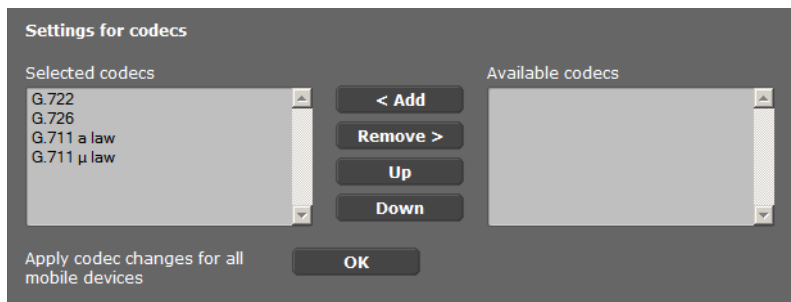 Settings for codecs
Selected codecs
Available codecs
G.722
G.726
G.711 a law
G.711 µ law
< Add
Remove >
Up
Down
Apply codec changes for all
mobile devices
OK